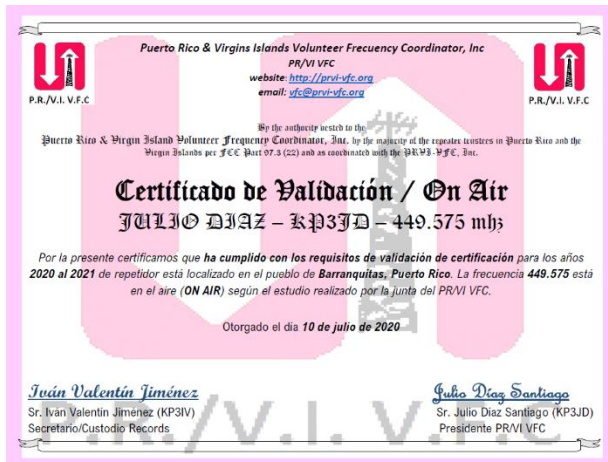 Puerto Rico & Virgins Islands Volunteer Frecuency Coordinator, Inc
PR/VI VFC
website: http://prvi-vfc.org
email: vfc@prvi-vfc.org
P.R./V.I. V.F.C
P.R./V.I. V.F.C
By the authority vested to the
Puerto Rico & Virgin Island Volunteer Frequency Coordinator, Inc. by the majority of the repeater trustees in Puerto Rico and the
Virgin Islands per FCC Part 97.3 (22) and as coordinated with the PRVI-VFC, Inc.
Certificado de Validación / On Air
JULIO DIAZ – KP3JD – 449.575 mhz
Por la presente certificamos que ha cumplido con los requisitos de validación de certificación para los años
2020 al 2021 de repetidor está localizado en el pueblo de Barranquitas, Puerto Rico. La frecuencia 449.575 está
en el aire (ON AIR) según el estudio realizado por la junta del PR/VI VFC.
Otorgado el dia 10 de julio de 2020
Iván Valentín Jiménez
Julio Díaz Santiago
Sr. Iván Valentin Jiménez (KP3IV)
Sr. Julio Díaz Santiago (KP3JD)
Secretario/Custodio Records
Presidente PR/VI VFC
P.R./V.I. V.F.C